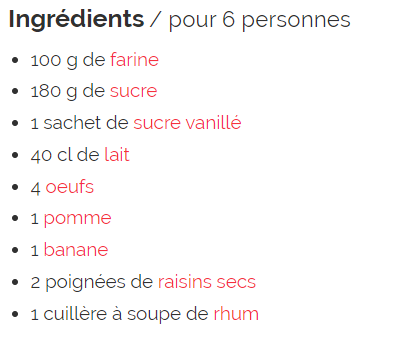 Ingrédients / pour 6 personnes
• 100 g de farine
• 180 g de sucre
• 1 sachet de sucre vanillé
• 40 cl de lait
• 4 oeufs
• 1 pomme
• 1 banane
• 2 poignées de raisins secs
• 1 cuillère à soupe de rhum